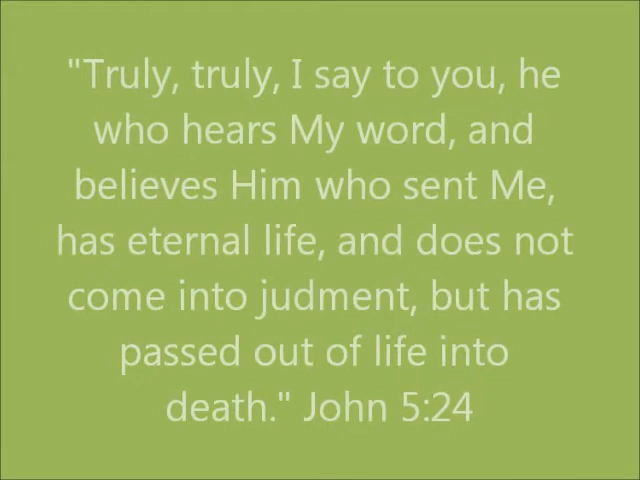 "Truly, truly, I say to you, he
who hears My word, and
believes Him who sent Me,
has eternal life, and does not
come into judment, but has
passed out of life into
death." John 5:24